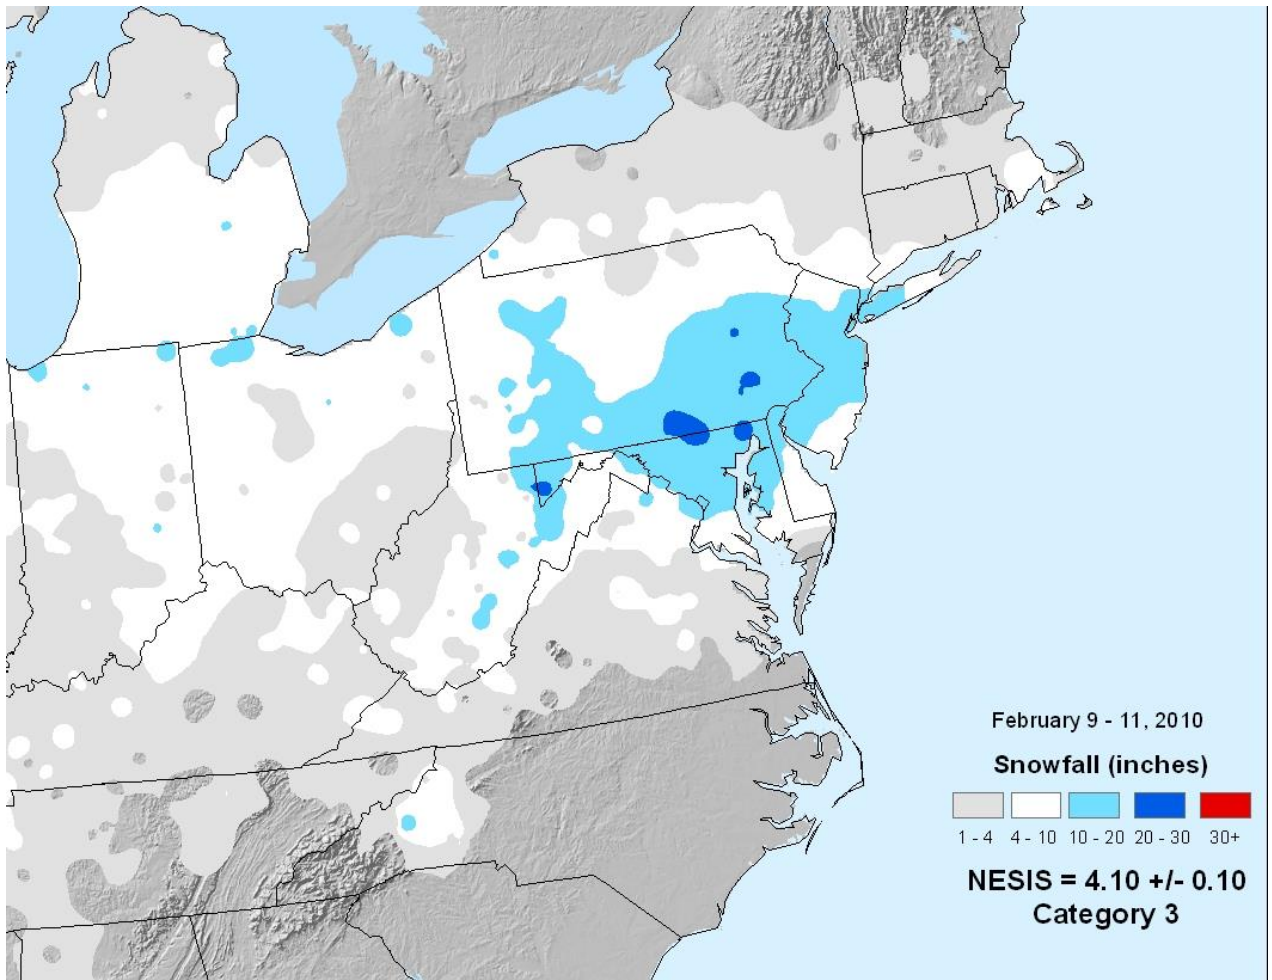 February 9 - 11, 2010
Snowfall (inches)
1 - 4 4 - 10 10 - 20 20 - 30 30+
NESIS = 4.10 +/- 0.10
Category 3